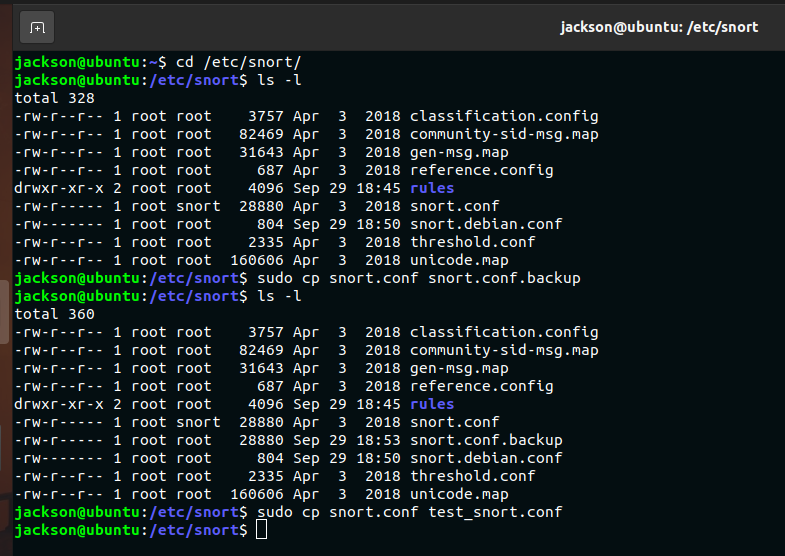 jackson@ubuntu: /etc/snort
jackson@ubuntu:~$ cd /etc/snort/
jackson@ubuntu:/etc/snort$ ls -l
total 328
-rw-r--r-- 1 root root    3757 Apr  3  2018 classification.config
-rw-r--r-- 1 root root   82469 Apr  3  2018 community-sid-msg.map
-rw-r--r-- 1 root root   31643 Apr  3  2018 gen-msg.map
-rw-r--r-- 1 root root     687 Apr  3  2018 reference.config
drwxr-xr-x 2 root root    4096 Sep 29 18:45 rules
-rw-r----- 1 root snort  28880 Apr  3  2018 snort.conf
-rw------- 1 root root     804 Sep 29 18:50 snort.debian.conf
-rw-r--r-- 1 root root    2335 Apr  3  2018 threshold.conf
-rw-r--r-- 1 root root  160606 Apr  3  2018 unicode.map
jackson@ubuntu:/etc/snort$ sudo cp snort.conf snort.conf.backup
jackson@ubuntu:/etc/snort$ ls -l
total 360
-rw-r--r-- 1 root root    3757 Apr  3  2018 classification.config
-rw-r--r-- 1 root root   82469 Apr  3  2018 community-sid-msg.map
-rw-r--r-- 1 root root   31643 Apr  3  2018 gen-msg.map
-rw-r--r-- 1 root root     687 Apr  3  2018 reference.config
drwxr-xr-x 2 root root    4096 Sep 29 18:45 rules
-rw-r----- 1 root snort  28880 Apr  3  2018 snort.conf
-rw-r----- 1 root root   28880 Sep 29 18:53 snort.conf.backup
-rw------- 1 root root     804 Sep 29 18:50 snort.debian.conf
-rw-r--r-- 1 root root    2335 Apr  3  2018 threshold.conf
-rw-r--r-- 1 root root  160606 Apr  3  2018 unicode.map
jackson@ubuntu:/etc/snort$ sudo cp snort.conf test_snort.conf
jackson@ubuntu:/etc/snort$